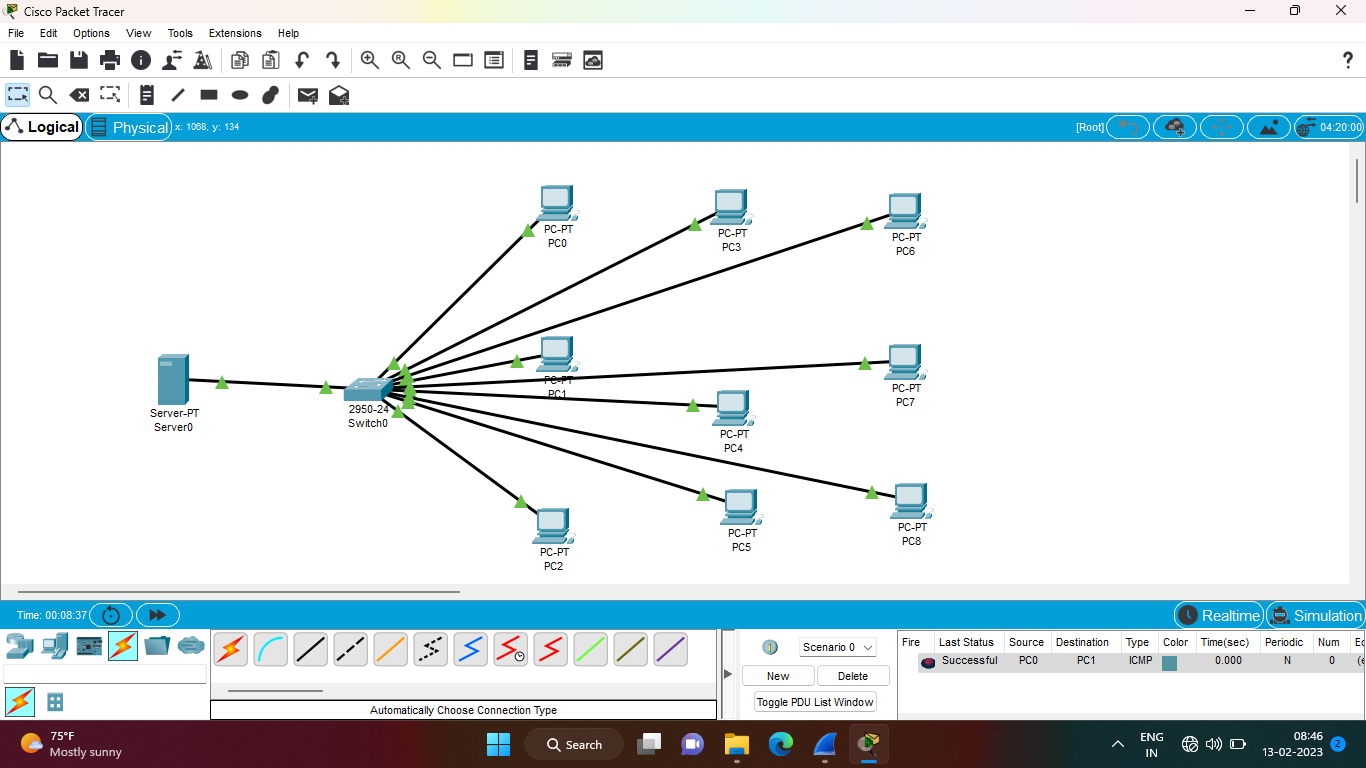 Cisco Packet Tracer
File Edit Options View Tools Extensions Help
Logical Physical x: 1068, y: 134 [Root] 04:20:00
PC-PT
PC0
PC-PT
PC3
PC-PT
PC6
PC-PT
PC1
PC-PT
PC7
Server-PT
Server0
2950-24
Switch0
PC-PT
PC4
PC-PT
PC2
PC-PT
PC5
PC-PT
PC8
Time: 00:08:37 Realtime Simulation
Scenario 0
New Delete
Toggle PDU List Window
Fire Last Status Source Destination Type Color Time(sec) Periodic Num
Successful PC0 PC1 ICMP 0.000 N 0
Automatically Choose Connection Type
75°F
Mostly sunny
Search
ENG
IN
08:46
13-02-2023
2